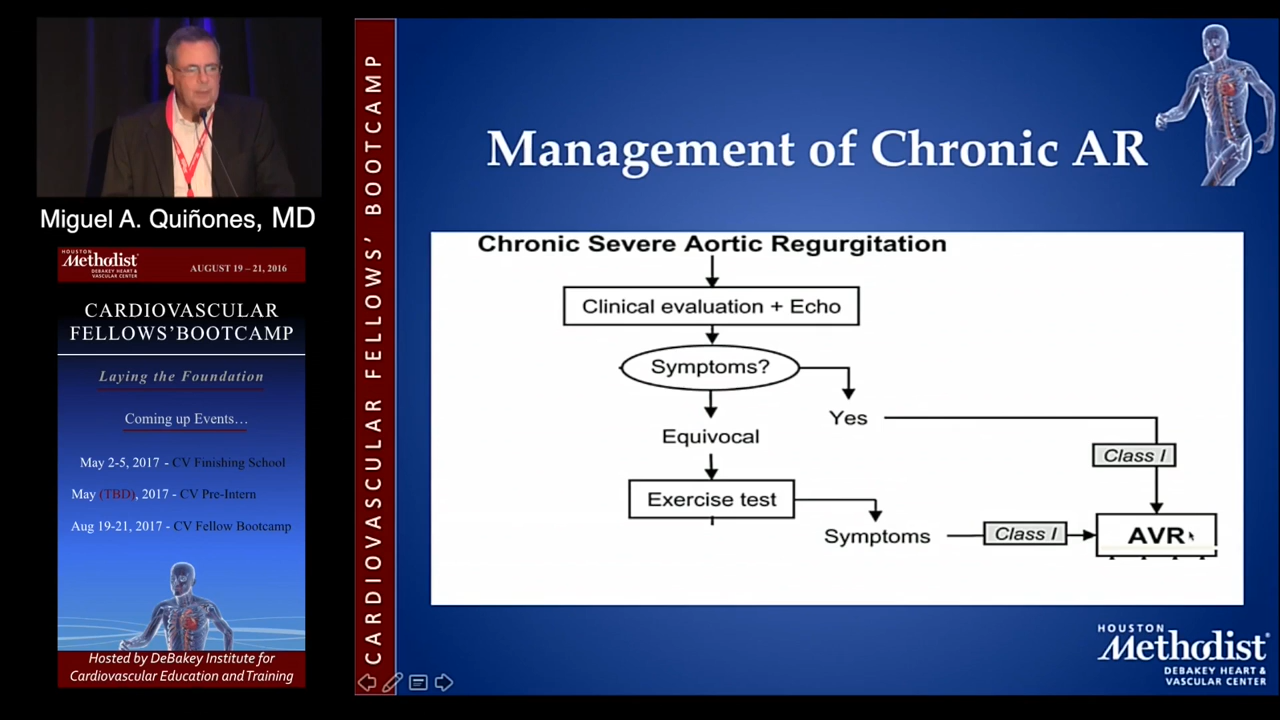 Miguel A. Quiñones, MD
HOUSTON
Methodist
DEBAKEY HEART &
VASCULAR CENTER
AUGUST 19 – 21, 2016
CARDIOVASCULAR
FELLOWS'BOOTCAMP
Laying the Foundation
Coming up Events…
May 2-5, 2017 - CV Finishing School
May (TBD), 2017 - CV Pre-Intern
Aug 19-21, 2017 - CV Fellow Bootcamp
Hosted by DeBakey Institute for
Cardiovascular Education and Training
CARDIOVASCULAR FELLOWS' BOOTCAMP
Management of Chronic AR
Chronic Severe Aortic Regurgitation
Clinical evaluation + Echo
Symptoms?
Equivocal
Yes
Class I
Exercise test
Symptoms
Class I
AVR
HOUSTON
Methodist
DEBAKEY HEART &
VASCULAR CENTER